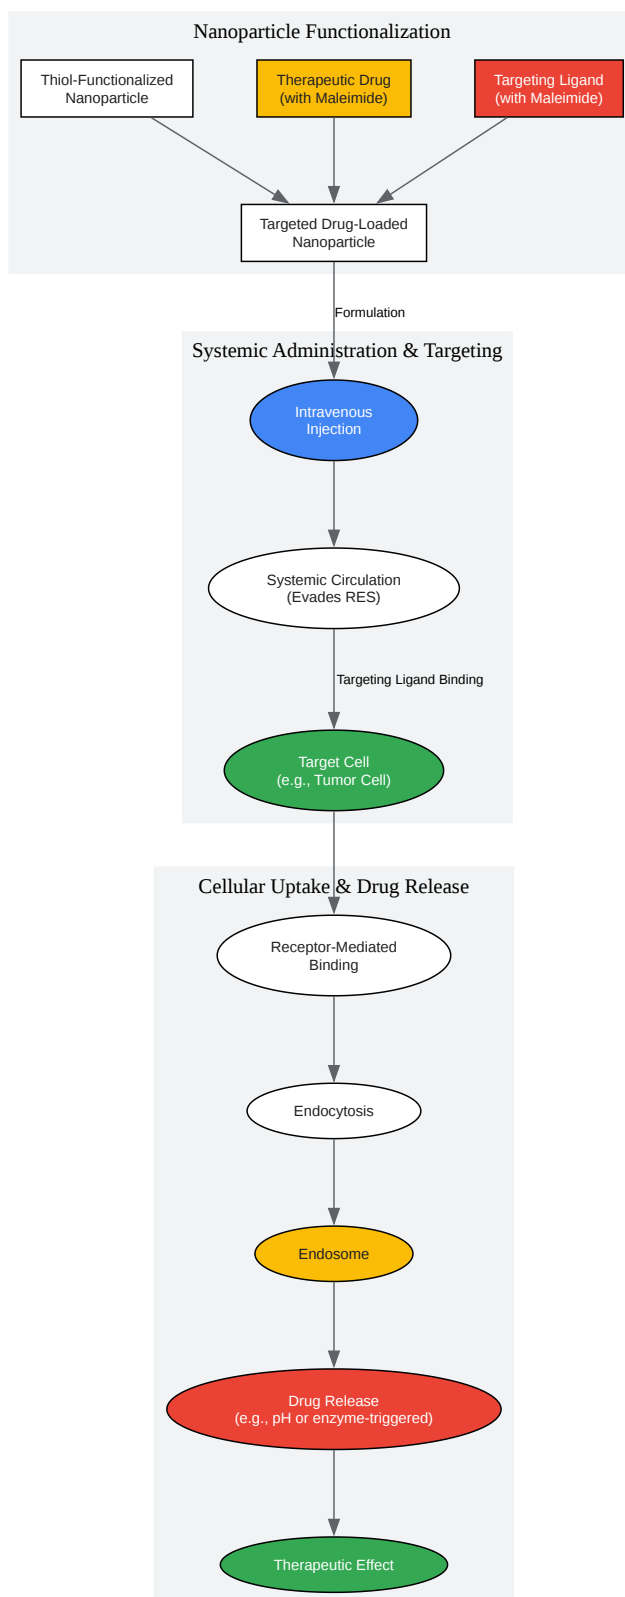 Nanoparticle Functionalization
Thiol-Functionalized
Nanoparticle
Therapeutic Drug
(with Maleimide)
Targeting Ligand
(with Maleimide)
Targeted Drug-Loaded
Nanoparticle
Formulation
Systemic Administration & Targeting
Intravenous
Injection
Systemic Circulation
(Evades RES)
Targeting Ligand Binding
Target Cell
(e.g., Tumor Cell)
Cellular Uptake & Drug Release
Receptor-Mediated
Binding
Endocytosis
Endosome
Drug Release
(e.g., pH or enzyme-triggered)
Therapeutic Effect